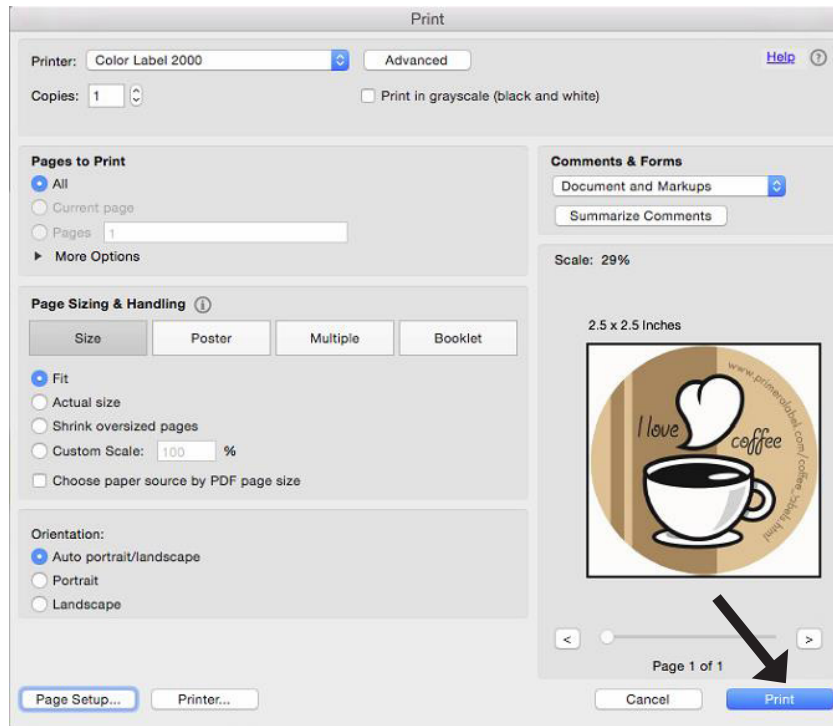 Print
Printer: Color Label 2000 Advanced Help ?
Copies: 1 Print in grayscale (black and white)
Pages to Print
All
Current page
Pages 1
More Options
Comments & Forms
Document and Markups
Summarize Comments
Scale: 29%
Page Sizing & Handling i
Size Poster Multiple Booklet
Fit
Actual size
Shrink oversized pages
Custom Scale: 100 %
Choose paper source by PDF page size
2.5 x 2.5 Inches
I love coffee
www.primeralabel.com/coffee_labels.html
Orientation:
Auto portrait/landscape
Portrait
Landscape
< >
Page 1 of 1
Page Setup... Printer... Cancel Print